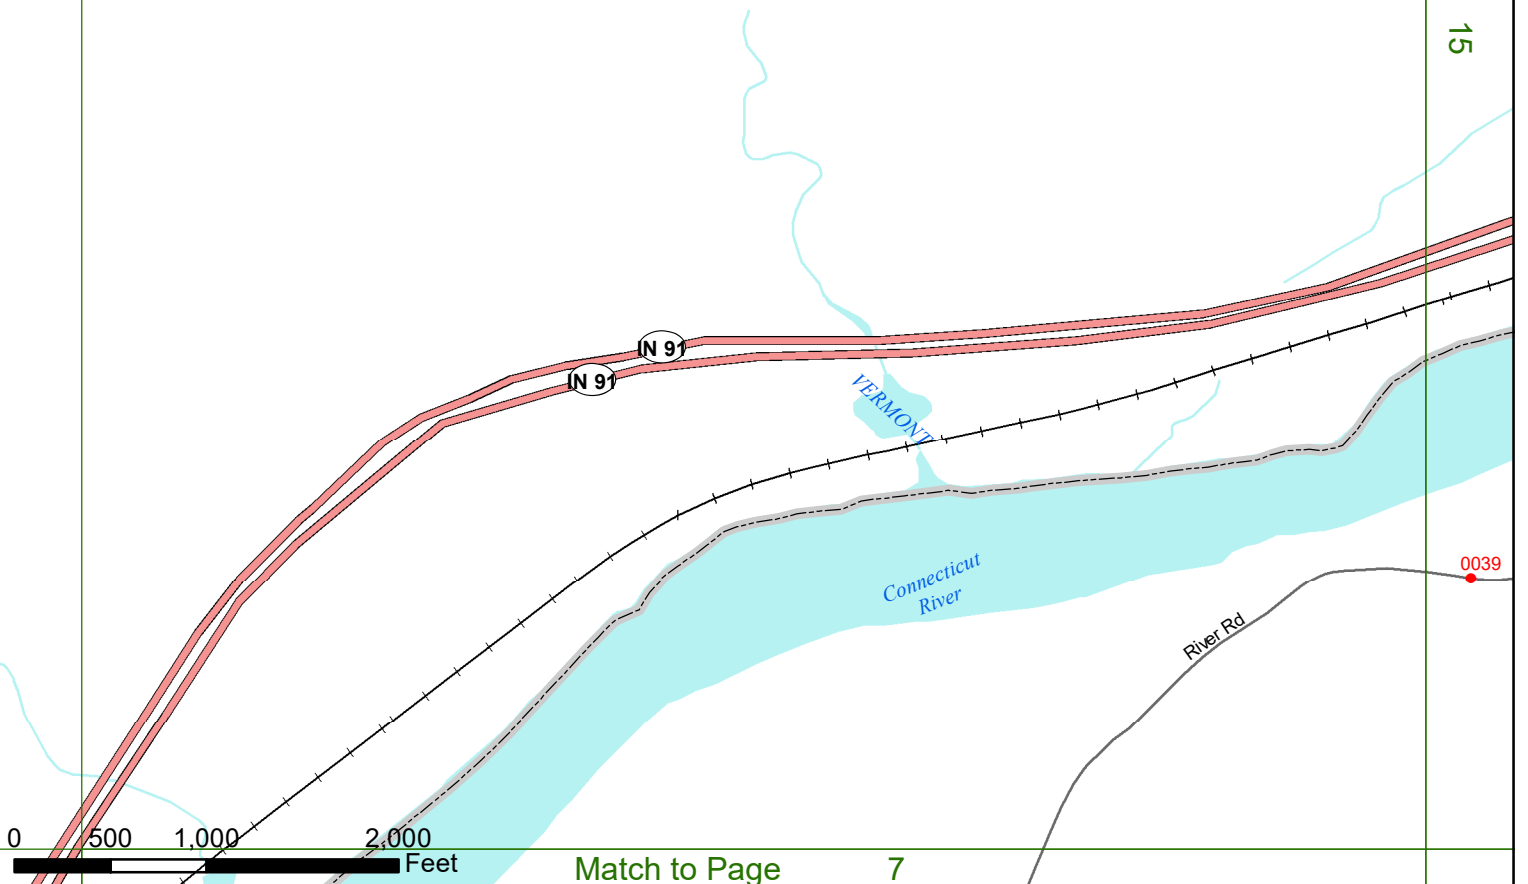 15
IN 91
IN 91
VERMONT
Connecticut
River
0039
River Rd
0 500 1,000 2,000
Feet
Match to Page 7